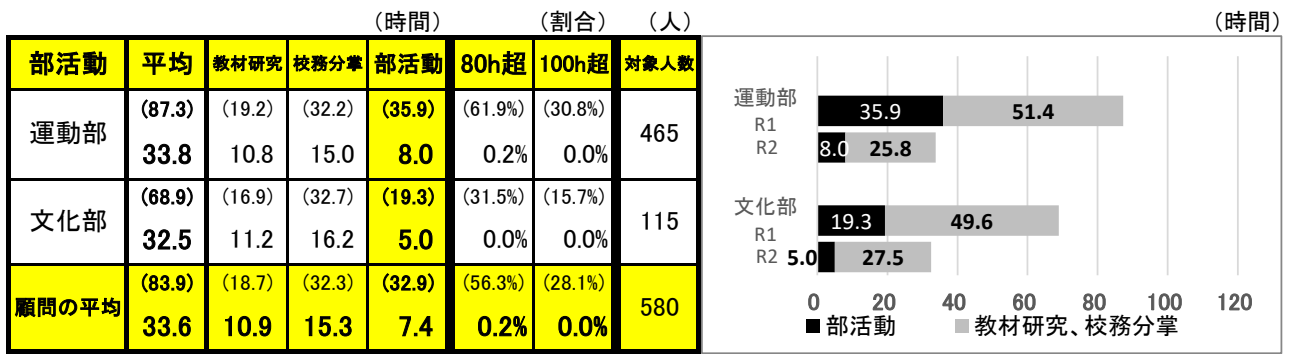 （時間） （割合） （人） （時間）
部活動 平均 教材研究 校務分掌 部活動 80h超 100h超 対象人数
運動部 (87.3) (19.2) (32.2) (35.9) (61.9%) (30.8%) 465
33.8 10.8 15.0 8.0 0.2% 0.0%
文化部 (68.9) (16.9) (32.7) (19.3) (31.5%) (15.7%) 115
32.5 11.2 16.2 5.0 0.0% 0.0%
顧問の平均 (83.9) (18.7) (32.3) (32.9) (56.3%) (28.1%) 580
33.6 10.9 15.3 7.4 0.2% 0.0%
運動部
R1 35.9 51.4
R2 8.0 25.8
文化部
R1 19.3 49.6
R2 5.0 27.5
0 20 40 60 80 100 120
■部活動 ■教材研究、校務分掌